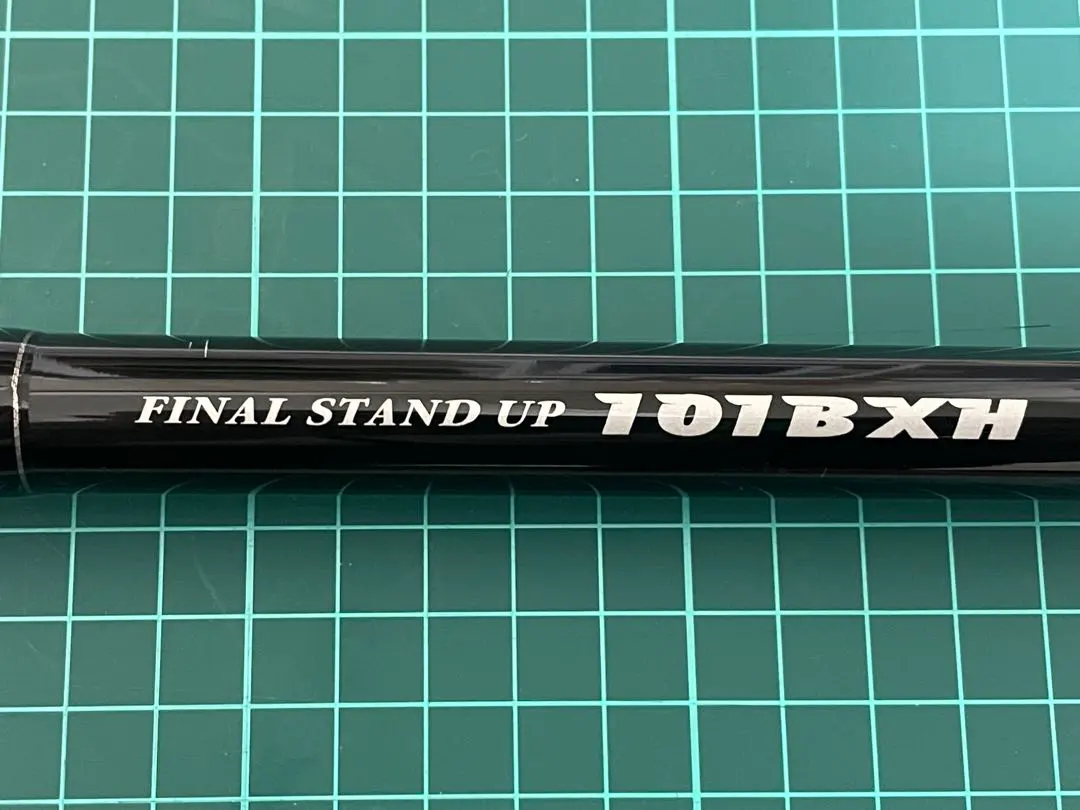 FINAL STAND UP 101BXH